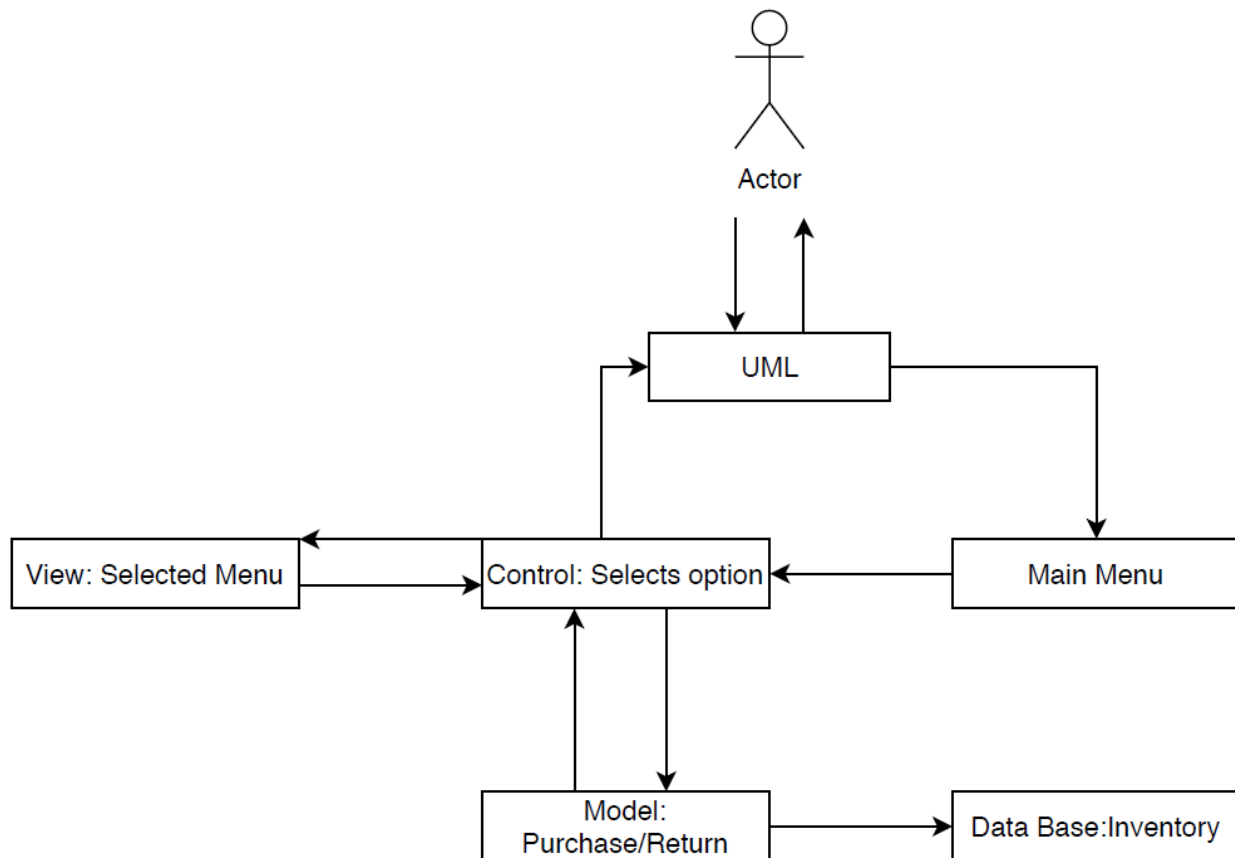 Actor
UML
View: Selected Menu
Control: Selects option
Main Menu
Model:
Purchase/Return
Data Base:Inventory